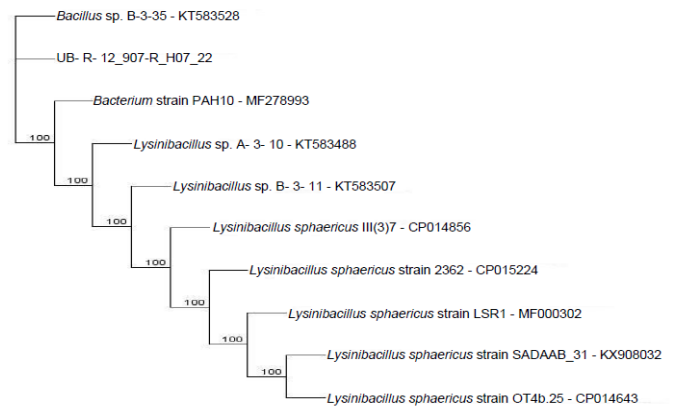 Bacillus sp. B-3-35 - KT583528
UB- R- 12_907-R_H07_22
Bacterium strain PAH10 - MF278993
100
Lysinibacillus sp. A- 3- 10 - KT583488
100
Lysinibacillus sp. B- 3- 11 - KT583507
100
Lysinibacillus sphaericus III(3)7 - CP014856
100
Lysinibacillus sphaericus strain 2362 - CP015224
100
Lysinibacillus sphaericus strain LSR1 - MF000302
100
Lysinibacillus sphaericus strain SADAAB_31 - KX908032
100
Lysinibacillus sphaericus strain OT4b.25 - CP014643